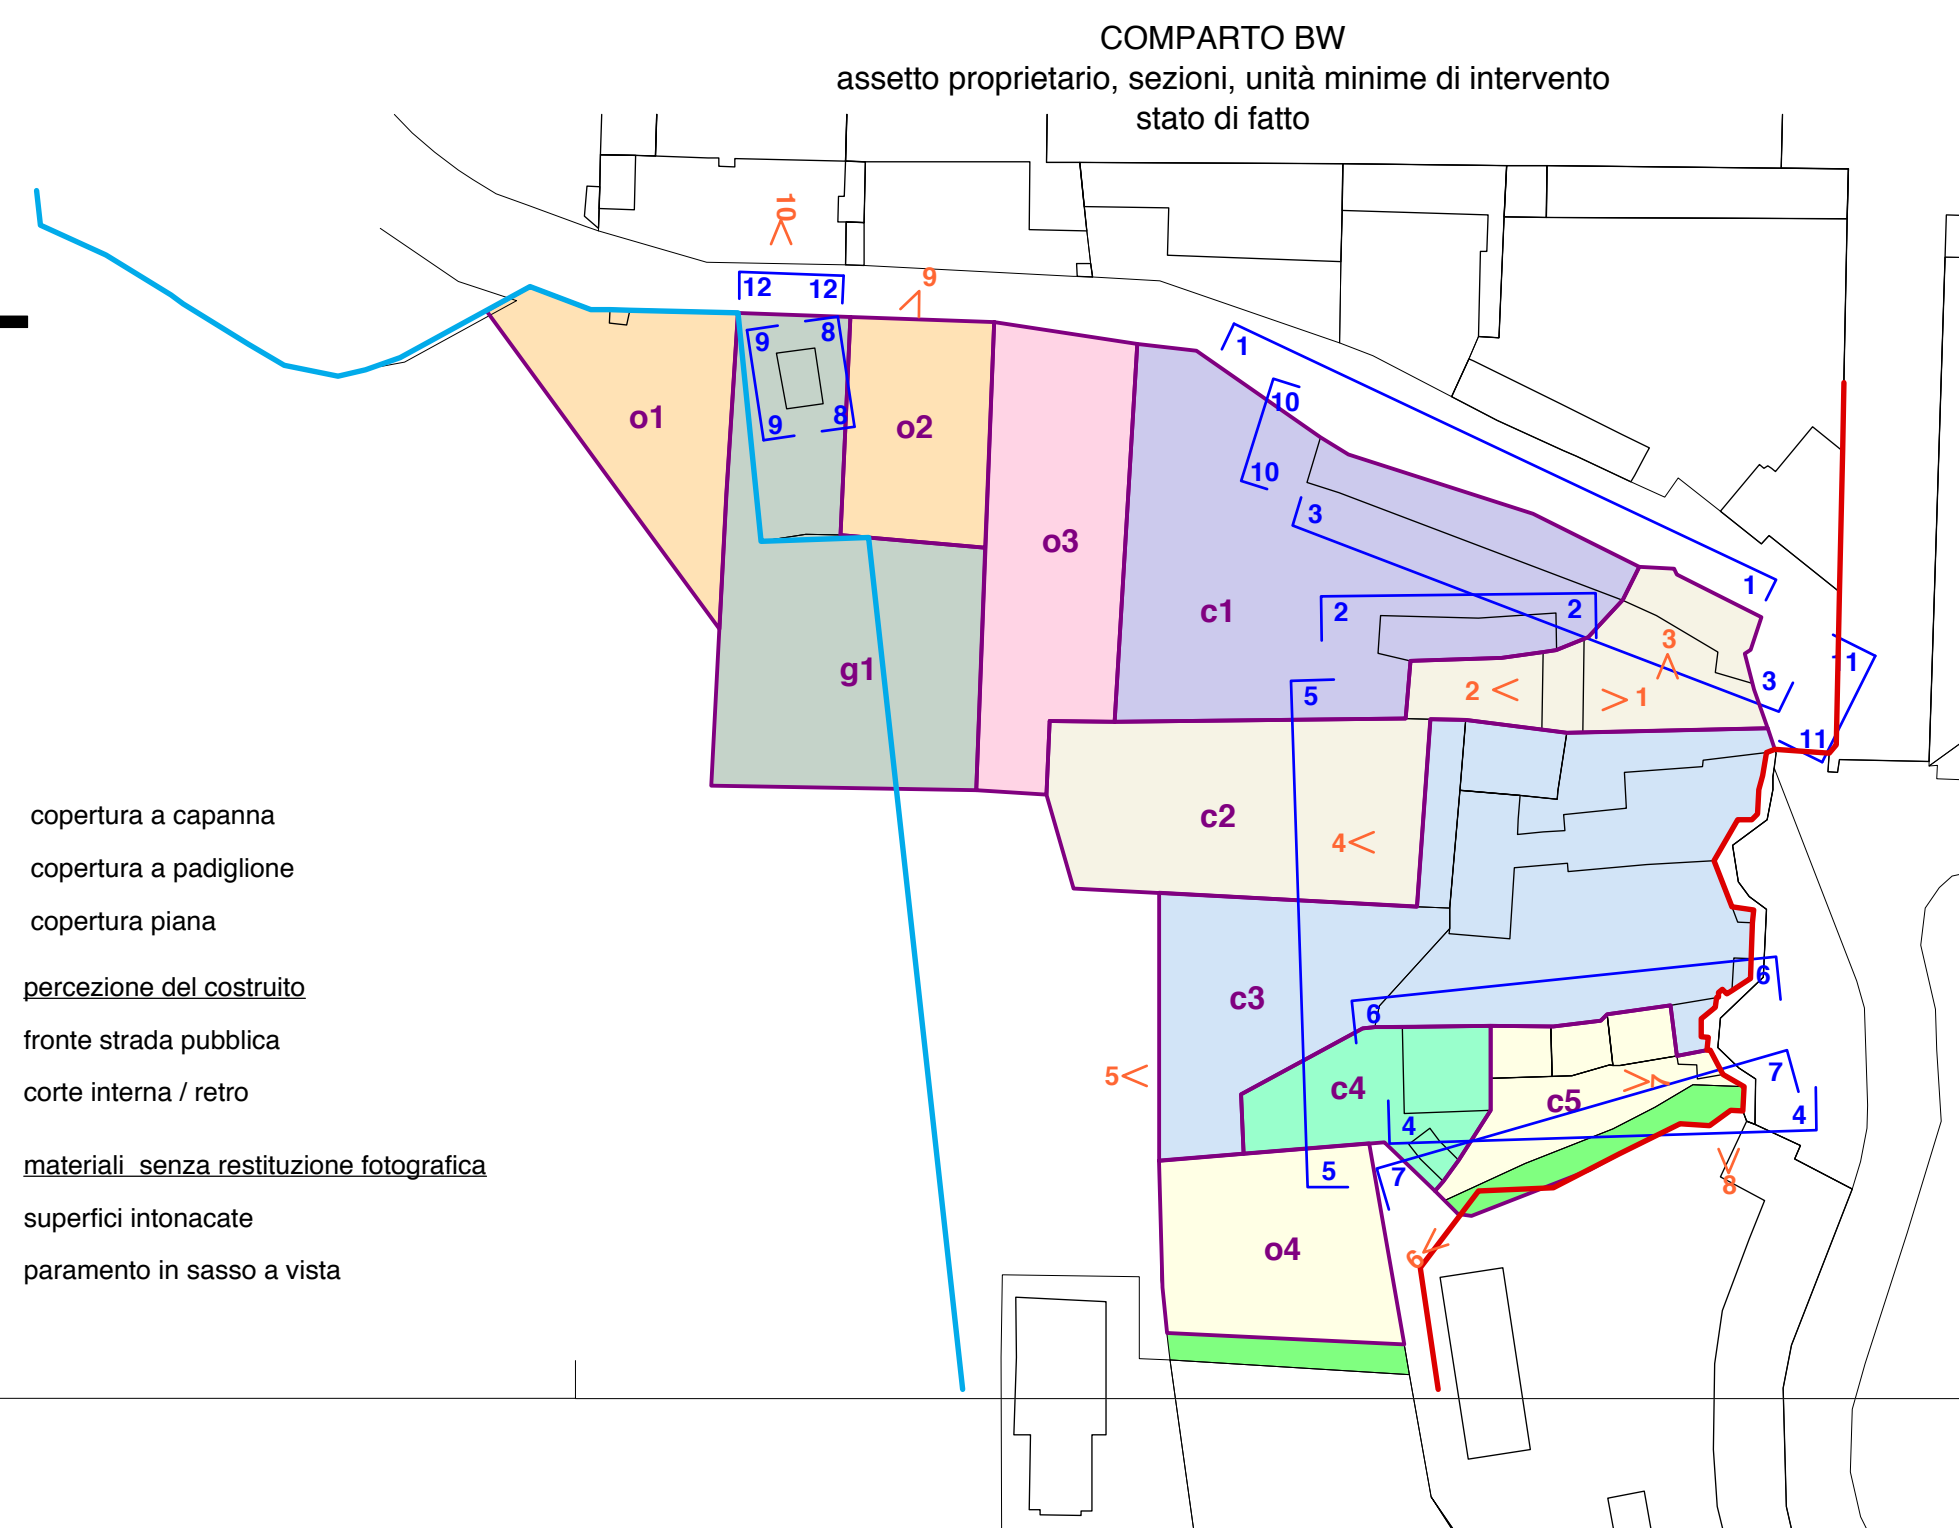 COMPARTO BW
assetto proprietario, sezioni, unità minime di intervento
stato di fatto
10
9
12 12
1
9 8
10
o1
9 8
o2
10
3
o3
1
c1
2 2
3
11
g1
5
2
1
3
11
c2
4
copertura a capanna
copertura a padiglione
copertura piana
6
percezione del costruito
c3
6
fronte strada pubblica
5
7
7
corte interna / retro
c4
c5
4
4
materiali senza restituzione fotografica
5
7
8
superfici intonacate
o4
6
paramento in sasso a vista